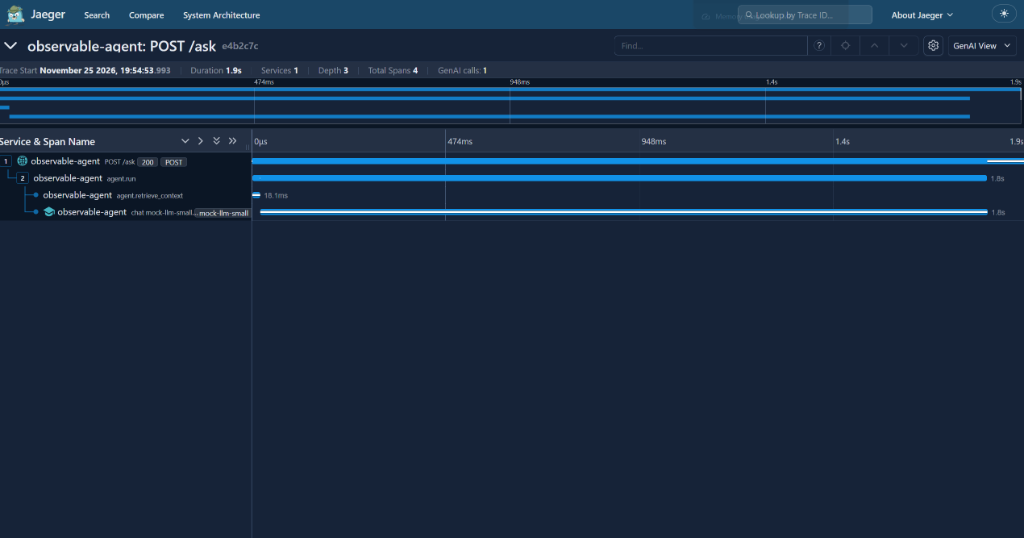 Jaeger Search Compare System Architecture Lookup by Trace ID... About Jaeger
observable-agent: POST /ask e4b2c7c Find... ? GenAI View
Trace Start November 25 2025, 19:54:53.993 Duration 1.9s Services 1 Depth 3 Total Spans 4 GenAI calls: 1
0μs 474ms 948ms 1.4s 1.9s
Service & Span Name 0μs 474ms 948ms 1.4s 1.9s
1 observable-agent POST /ask 200 POST
2 observable-agent agent.run 1.8s
observable-agent agent.retrieve_context 18.1ms
observable-agent chat mock-llm-small... mock-llm-small 1.8s